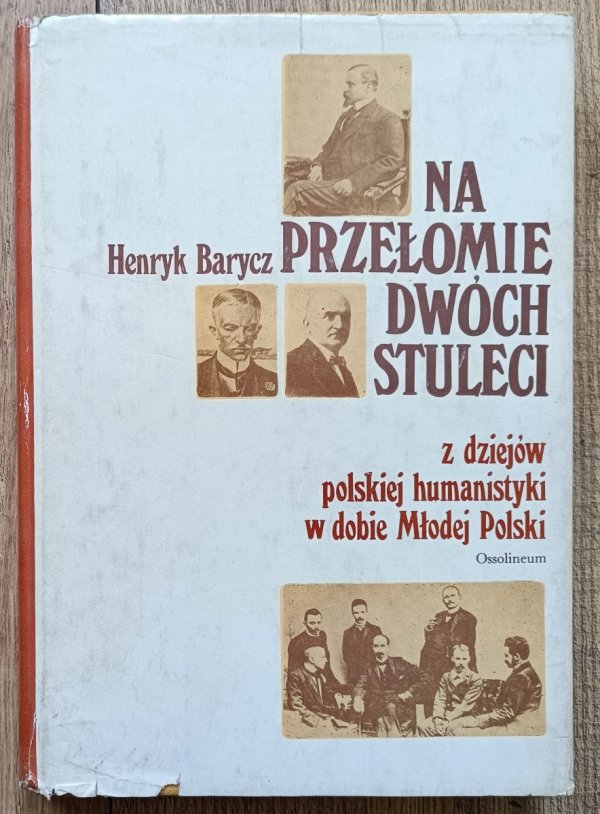 NA
Henryk Barycz PRZEŁOMIE
DWÓCH
STULECI
z dziejów
polskiej humanistyki
w dobie Młodej Polski
Ossolineum